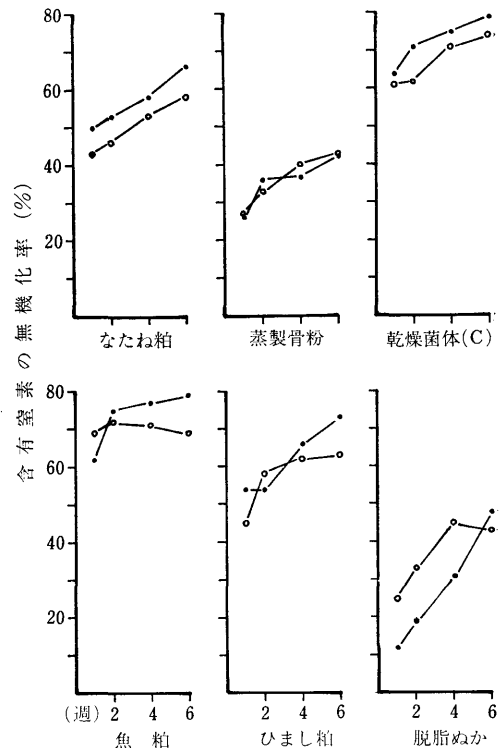 含有窒素の無機化率 (%)
80
60
40
20
なたね粕
蒸製骨粉
乾燥菌体(C)
80
60
40
20
(週) 2 4 6
2 4 6
2 4 6
魚 粕
ひまし粕
脱脂ぬか